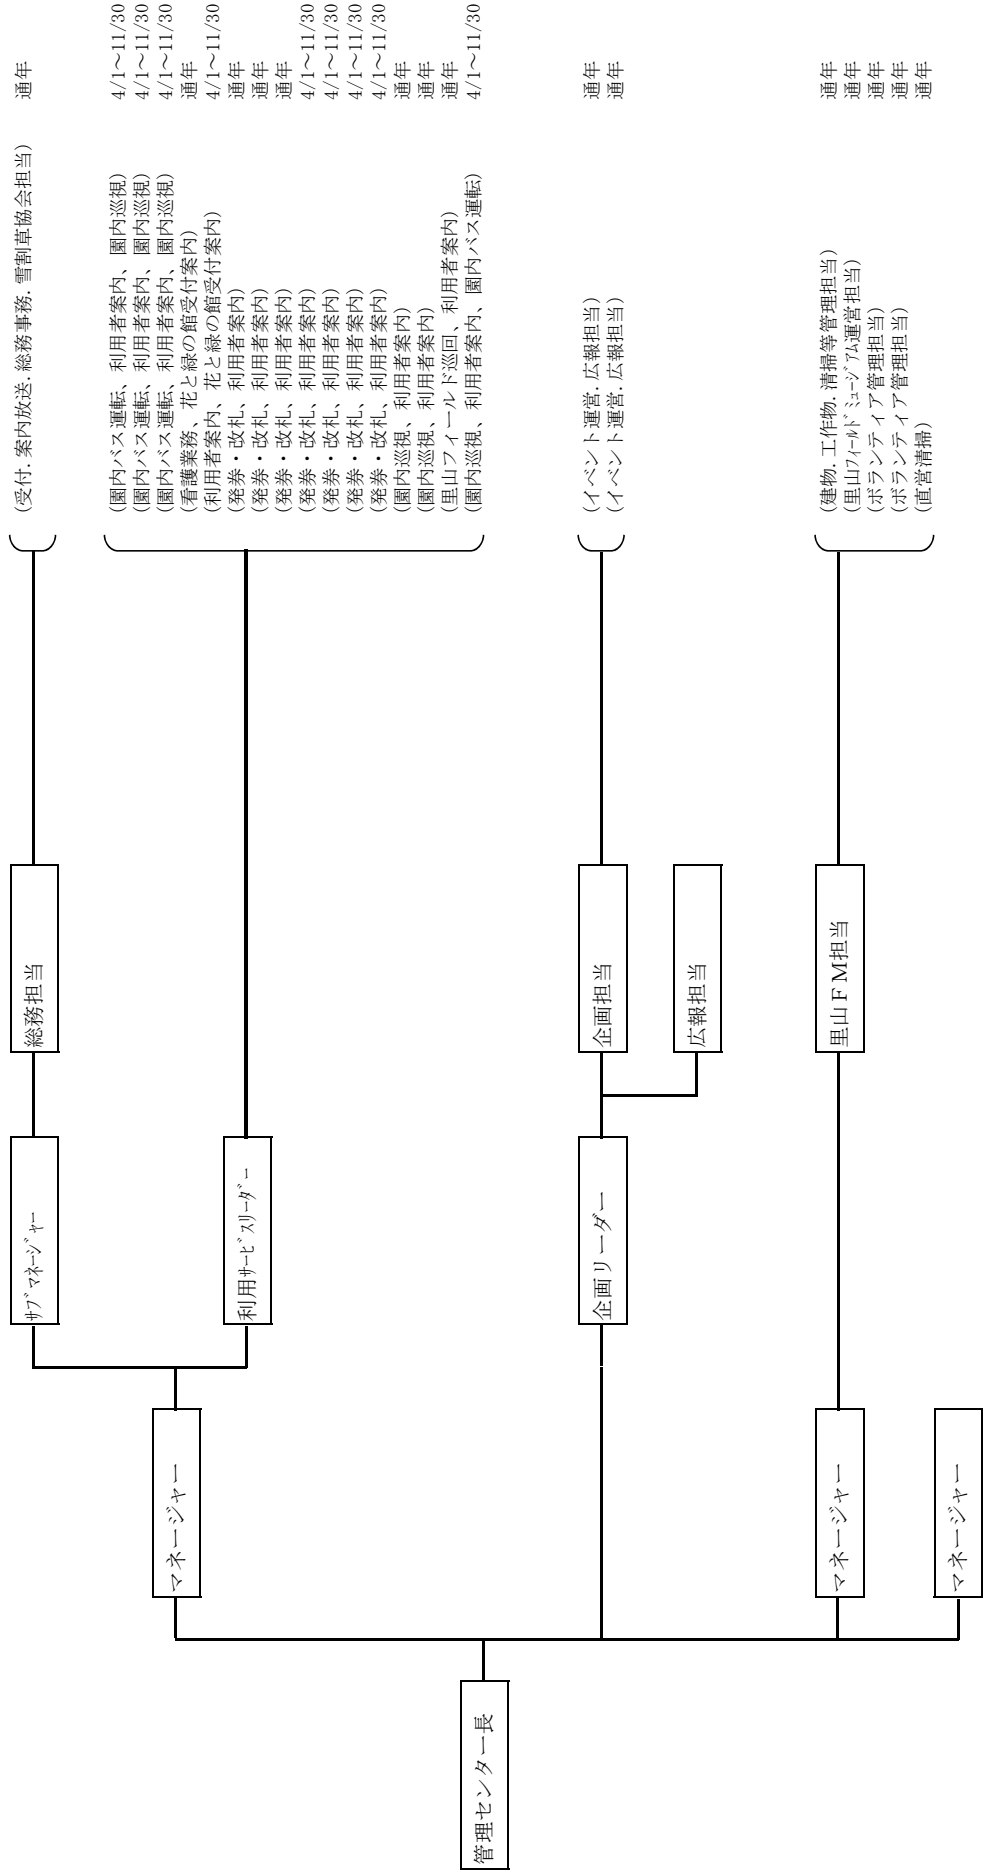 管理センター長
マネージャー
サブマネージャー
総務担当
(受付．案内放送．総務事務．雪割草協会担当)　通年
利用サービスリーダー
(園内バス運転、利用者案内、園内巡視)　4/1～11/30
(園内バス運転、利用者案内、園内巡視)　4/1～11/30
(園内バス運転、利用者案内、園内巡視)　4/1～11/30
(看護業務、花と緑の館受付案内)　通年
(利用者案内、花と緑の館受付案内)　4/1～11/30
(発券・改札、利用者案内)　通年
(発券・改札、利用者案内)　通年
(発券・改札、利用者案内)　通年
(発券・改札、利用者案内)　4/1～11/30
(発券・改札、利用者案内)　4/1～11/30
(発券・改札、利用者案内)　4/1～11/30
(発券・改札、利用者案内)　4/1～11/30
(園内巡視、利用者案内)　通年
(園内巡視、利用者案内)　通年
(里山フィールド巡回、利用者案内)　通年
(園内巡視、利用者案内、園内バス運転)　4/1～11/30
企画リーダー
企画担当
(イベント運営．広報担当)　通年
(イベント運営．広報担当)　通年
広報担当
マネージャー
里山ＦＭ担当
(建物．工作物．清掃等管理担当)　通年
(里山ﾌｨｰﾙﾄﾞﾐｭｰｼﾞｱﾑ運営担当)　通年
(ボランティア管理担当)　通年
(ボランティア管理担当)　通年
(直営清掃)　通年
マネージャー